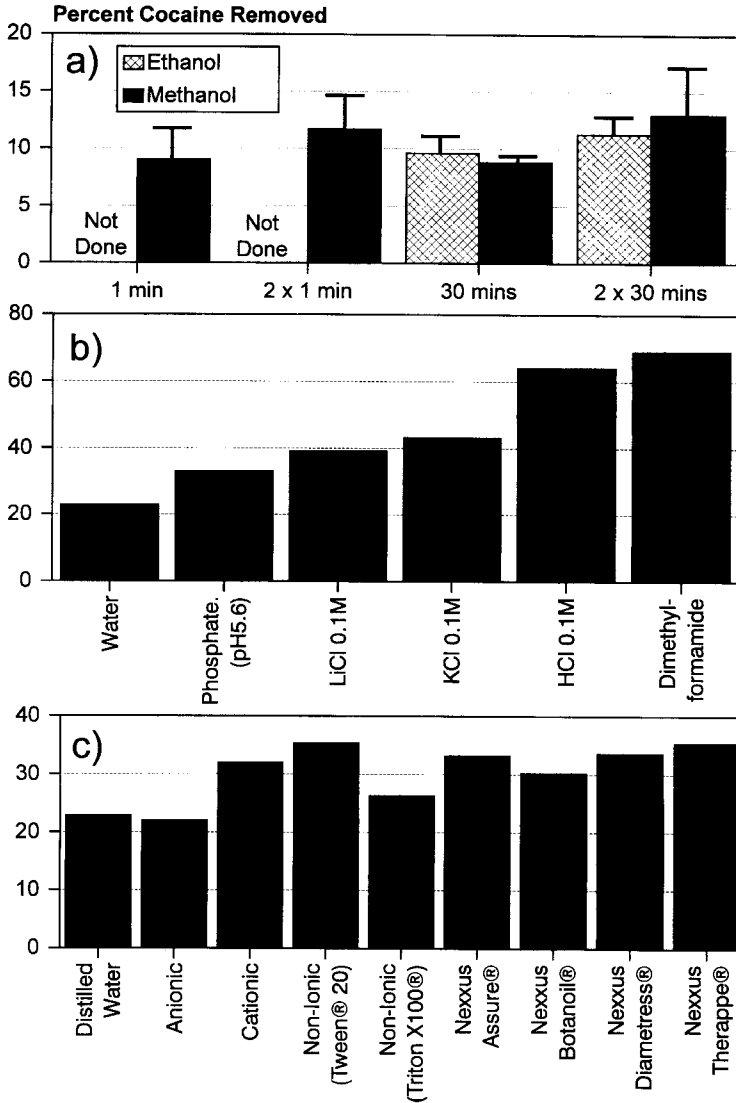 Percent Cocaine Removed
20
15
10
5
0
a)
Ethanol
Methanol
Not
Done
Not
Done
1 min
2 x 1 min
30 mins
2 x 30 mins
80
60
40
20
0
b)
Water
Phosphate.
(pH5.6)
LiCl 0.1M
KCl 0.1M
HCl 0.1M
Dimethyl-
formamide
40
30
20
10
0
c)
Distilled
Water
Anionic
Cationic
Non-Ionic
(Tween® 20)
Non-Ionic
(Triton X100®)
Nexxus
Assure®
Nexxus
Botanoil®
Nexxus
Diametress®
Nexxus
Therappe®